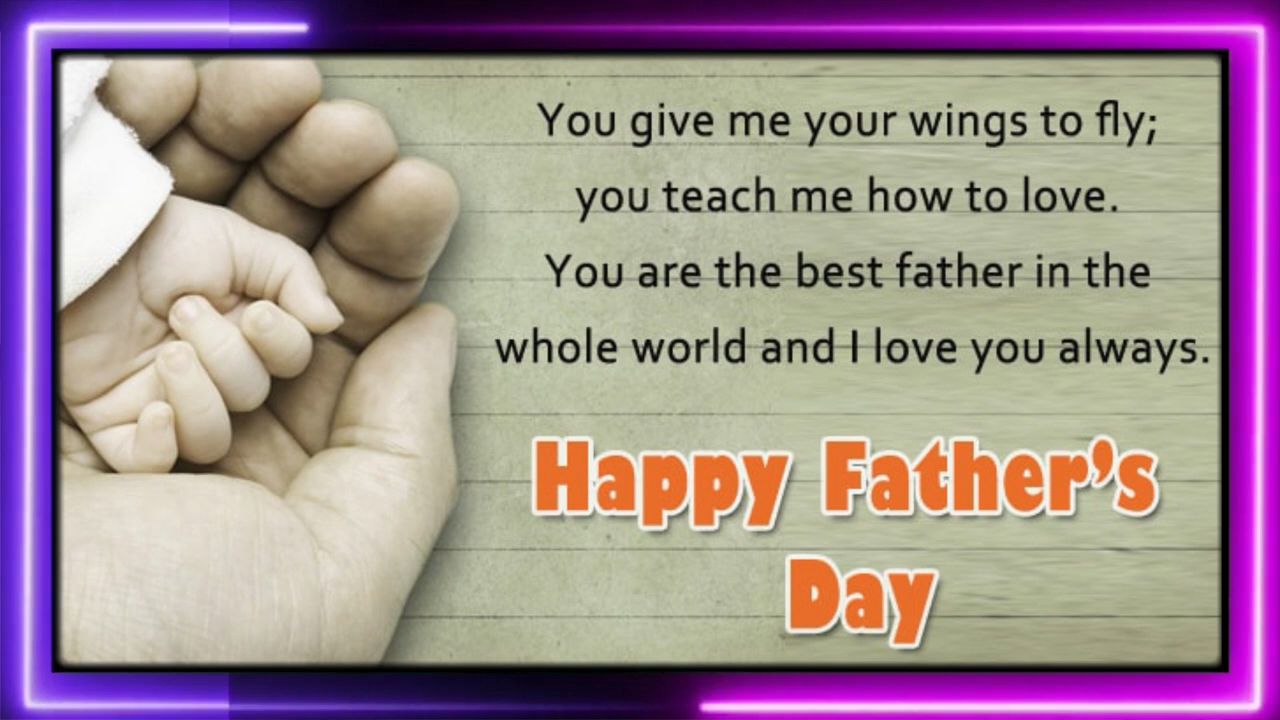 You give me your wings to fly;
you teach me how to love.
You are the best father in the
whole world and I love you always.
Happy Father's
Day